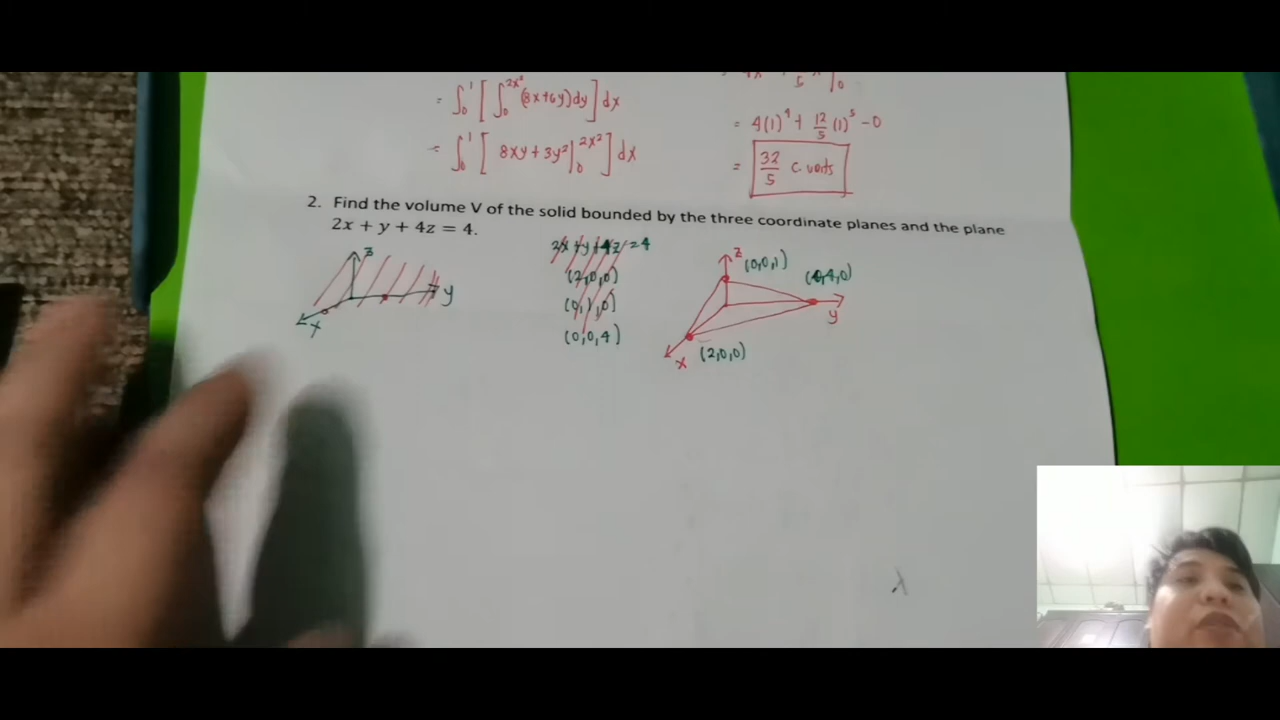 = ∫₀¹ [ ∫₀^{2x²} (8x+6y)dy ] dx
= ∫₀¹ [ 8xy + 3y² |₀^{2x²} ] dx
= 4(1)⁴ + 12/5 (1)⁵ - 0
= 32/5 c. units
2. Find the volume V of the solid bounded by the three coordinate planes and the plane
2x + y + 4z = 4.
z
y
x
2x + y + 4z = 4
(2,0,0)
(0,1,0)
(0,0,4)
z
(0,0,1)
(0,4,0)
y
x
(2,0,0)